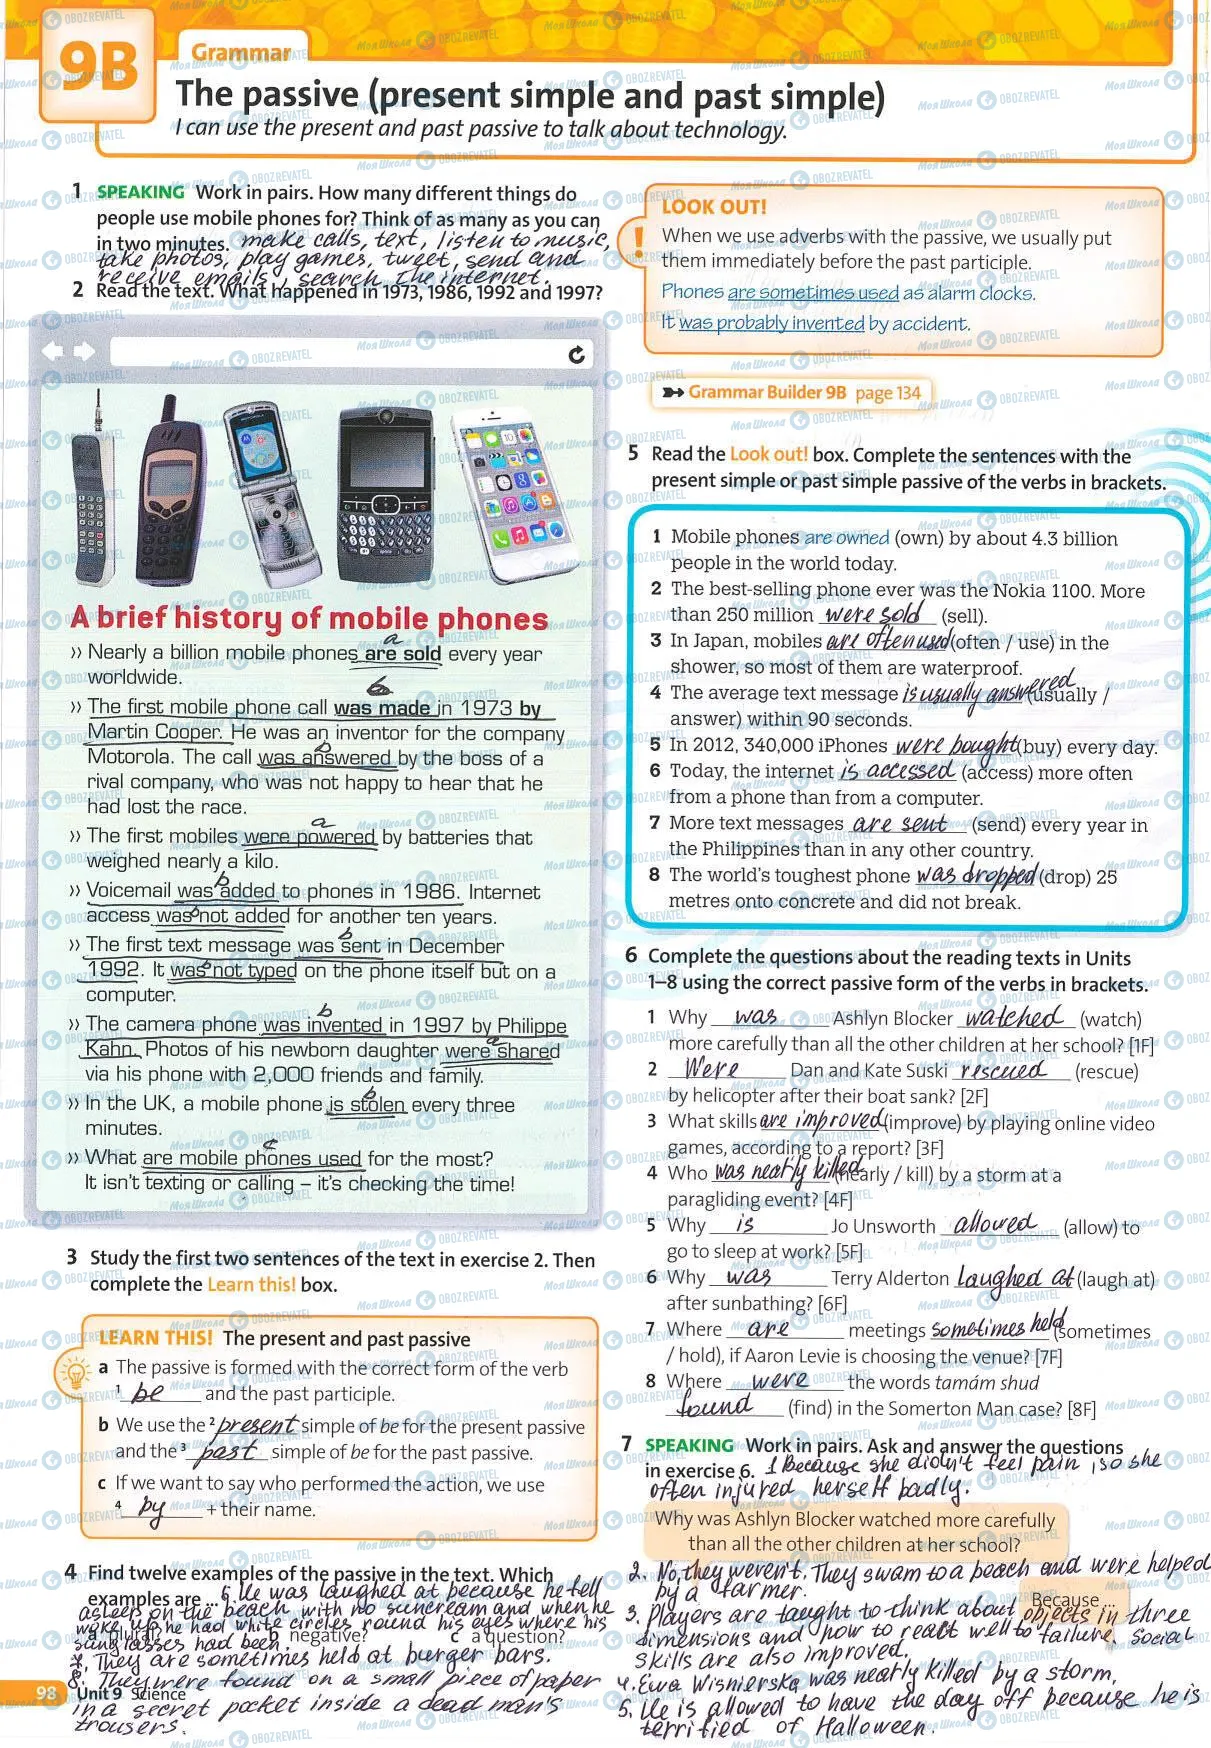 9B
Grammar
The passive (present simple and past simple)
I can use the present and past passive to talk about technology.
1 SPEAKING Work in pairs. How many different things do
people use mobile phones for? Think of as many as you can
in two minutes. make calls, text, listen to music,
take photos, play games, tweet, send and
receive emails, search the internet.
2 Read the text. What happened in 1973, 1986, 1992 and 1997?
A brief history of mobile phones
a
›› Nearly a billion mobile phones are sold every year
worldwide.
b
›› The first mobile phone call was made in 1973 by
Martin Cooper. He was an inventor for the company
b
Motorola. The call was answered by the boss of a
rival company, who was not happy to hear that he
had lost the race.
a
›› The first mobiles were powered by batteries that
weighed nearly a kilo.
b
›› Voicemail was added to phones in 1986. Internet
b
access was not added for another ten years.
b
›› The first text message was sent in December
b
1992. It was not typed on the phone itself but on a
computer.
b
›› The camera phone was invented in 1997 by Philippe
a
Kahn. Photos of his newborn daughter were shared
via his phone with 2,000 friends and family.
b
›› In the UK, a mobile phone is stolen every three
minutes.
c
›› What are mobile phones used for the most?
It isn't texting or calling – it's checking the time!
3 Study the first two sentences of the text in exercise 2. Then
complete the Learn this! box.
LEARN THIS! The present and past passive
a The passive is formed with the correct form of the verb
1 be and the past participle.
b We use the 2 present simple of be for the present passive
and the 3 past simple of be for the past passive.
c If we want to say who performed the action, we use
4 by + their name.
4 Find twelve examples of the passive in the text. Which
examples are ...
a plural? b negative? c a question?
6. He was laughed at because he fell
asleep on the beach with no suncream and when he
woke up he had white circles round his eyes where his
sunglasses had been.
7. They are sometimes held at burger bars.
8. They were found on a small piece of paper
in a secret pocket inside a dead man's
trousers.
98 Unit 9 Science
LOOK OUT!
!
When we use adverbs with the passive, we usually put
them immediately before the past participle.
Phones are sometimes used as alarm clocks.
It was probably invented by accident.
Grammar Builder 9B page 134
5 Read the Look out! box. Complete the sentences with the
present simple or past simple passive of the verbs in brackets.
1 Mobile phones are owned (own) by about 4.3 billion
people in the world today.
2 The best-selling phone ever was the Nokia 1100. More
than 250 million were sold (sell).
3 In Japan, mobiles are often used (often / use) in the
shower, so most of them are waterproof.
4 The average text message is usually answered (usually /
answer) within 90 seconds.
5 In 2012, 340,000 iPhones were bought (buy) every day.
6 Today, the internet is accessed (access) more often
from a phone than from a computer.
7 More text messages are sent (send) every year in
the Philippines than in any other country.
8 The world's toughest phone was dropped (drop) 25
metres onto concrete and did not break.
6 Complete the questions about the reading texts in Units
1–8 using the correct passive form of the verbs in brackets.
1 Why was Ashlyn Blocker watched (watch)
more carefully than all the other children at her school? [1F]
2 Were Dan and Kate Suski rescued (rescue)
by helicopter after their boat sank? [2F]
3 What skills are improved (improve) by playing online video
games, according to a report? [3F]
4 Who was nearly killed (nearly / kill) by a storm at a
paragliding event? [4F]
5 Why is Jo Unsworth allowed (allow) to
go to sleep at work? [5F]
6 Why was Terry Alderton laughed at (laugh at)
after sunbathing? [6F]
7 Where are meetings sometimes held (sometimes
/ hold), if Aaron Levie is choosing the venue? [7F]
8 Where were the words tamám shud
found (find) in the Somerton Man case? [8F]
7 SPEAKING Work in pairs. Ask and answer the questions
in exercise 6. 1 Because she didn't feel pain, so she
often injured herself badly.
Why was Ashlyn Blocker watched more carefully
than all the other children at her school?
Because ...
2. No, they weren't. They swam to a beach and were helped
by a farmer.
3. Players are taught to think about objects in three
dimensions and how to react well to failure. Social
skills are also improved.
4. Ewa Wisnierska was nearly killed by a storm.
5. He is allowed to have the day off because he is
terrified of Halloween.
Моя Школа OBOZREVATEL